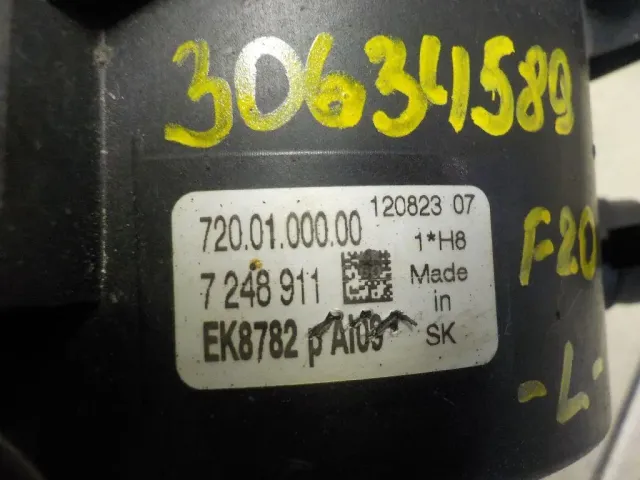 30634589
F20
-L-
720.01.000.00
120823 07
1*H8
7 248 911
Made
in
SK
EK8782